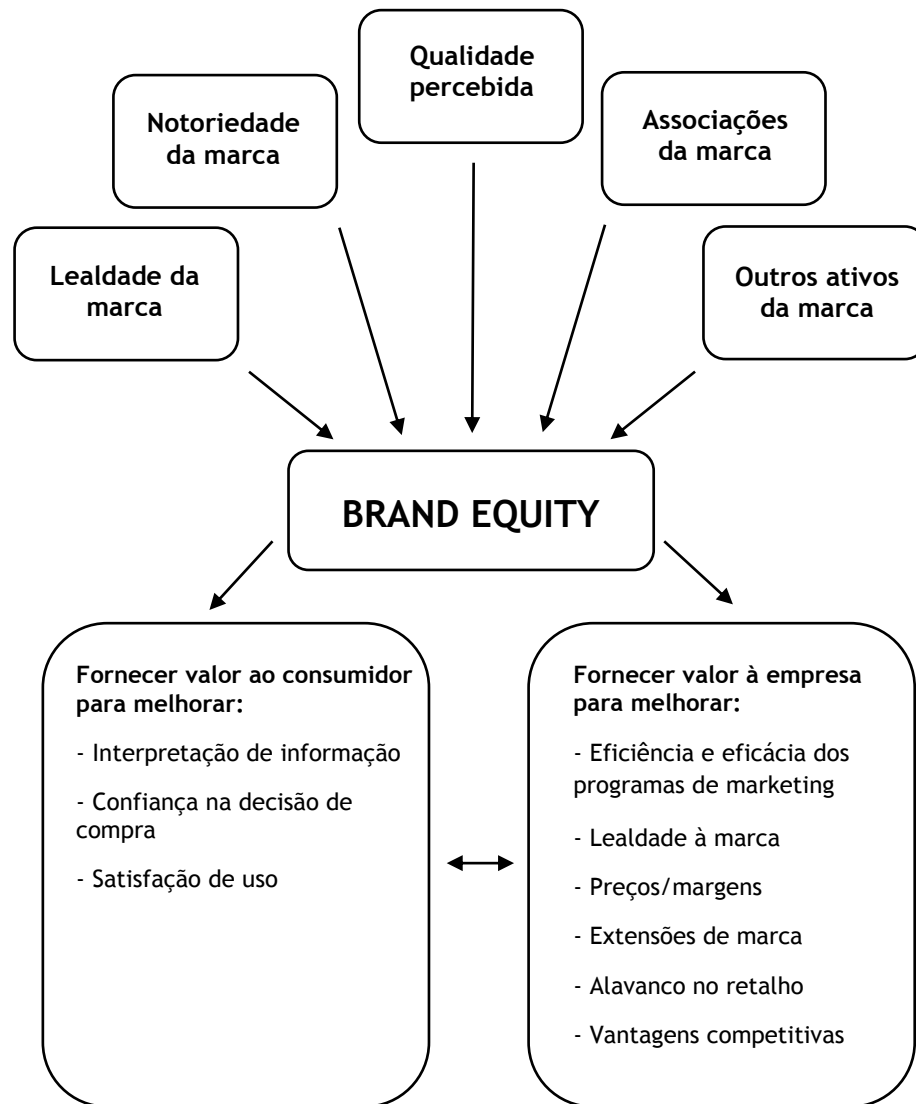 Qualidade
percebida
Notoriedade
da marca
Associações
da marca
Lealdade da
marca
Outros ativos
da marca
BRAND EQUITY
Fornecer valor ao consumidor
para melhorar:
- Interpretação de informação
- Confiança na decisão de
compra
- Satisfação de uso
Fornecer valor à empresa
para melhorar:
- Eficiência e eficácia dos
programas de marketing
- Lealdade à marca
- Preços/margens
- Extensões de marca
- Alavanco no retalho
- Vantagens competitivas